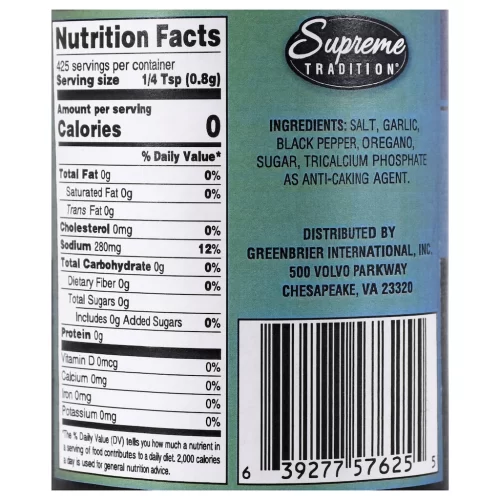 Nutrition Facts
425 servings per container
Serving size 1/4 Tsp (0.8g)
Amount per serving
Calories 0
% Daily Value*
Total Fat 0g 0%
Saturated Fat 0g 0%
Trans Fat 0g
Cholesterol 0mg 0%
Sodium 280mg 12%
Total Carbohydrate 0g 0%
Dietary Fiber 0g 0%
Total Sugars 0g
Includes 0g Added Sugars 0%
Protein 0g
Vitamin D 0mcg 0%
Calcium 0mg 0%
Iron 0mg 0%
Potassium 0mg 0%
*The % Daily Value (DV) tells you how much a nutrient in
a serving of food contributes to a daily diet. 2,000 calories
a day is used for general nutrition advice.
Supreme
TRADITION®
INGREDIENTS: SALT, GARLIC,
BLACK PEPPER, OREGANO,
SUGAR, TRICALCIUM PHOSPHATE
AS ANTI-CAKING AGENT.
DISTRIBUTED BY
GREENBRIER INTERNATIONAL, INC.
500 VOLVO PARKWAY
CHESAPEAKE, VA 23320
6 39277 57625 5